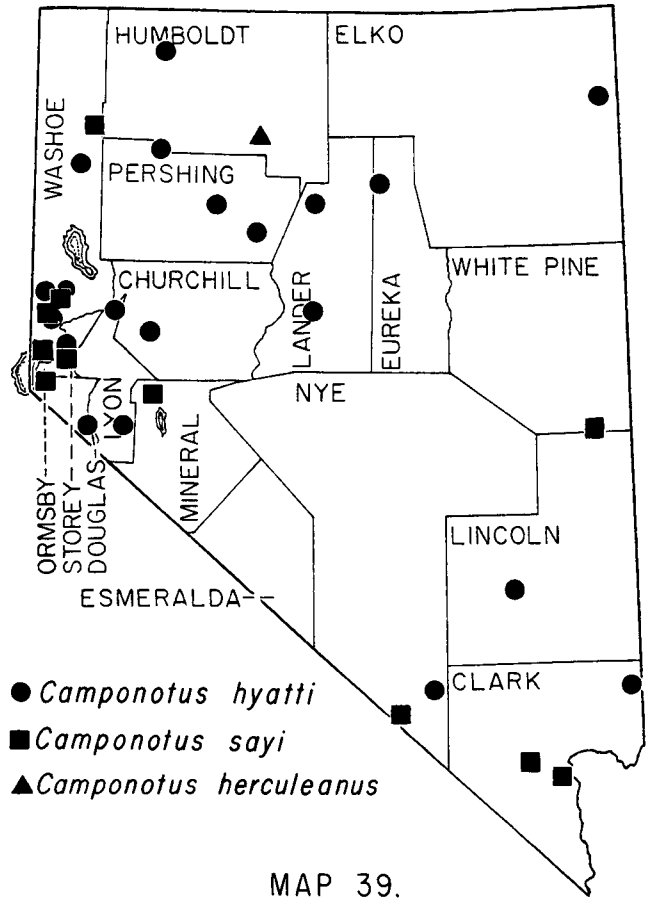 HUMBOLDT
ELKO
WASHOE
PERSHING
CHURCHILL
WHITE PINE
LANDER
EUREKA
NYE
LYON
MINERAL
ORMSBY
STOREY
DOUGLAS
LINCOLN
ESMERALDA
CLARK
Camponotus hyatti
Camponotus sayi
Camponotus herculeanus
MAP 39.